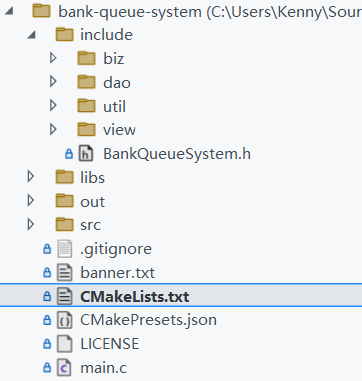 bank-queue-system (C:\Users\Kenny\Sour
include
biz
dao
util
view
BankQueueSystem.h
libs
out
src
.gitignore
banner.txt
CMakeLists.txt
CMakePresets.json
LICENSE
main.c